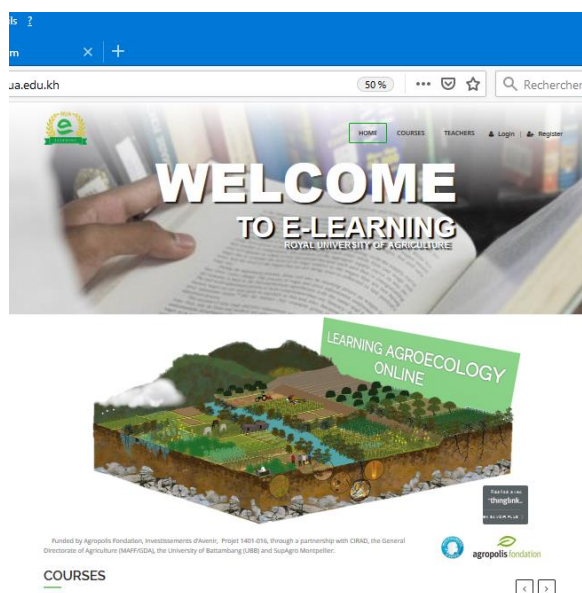 ils ?
m
ua.edu.kh
50 %
Rechercher
HOME COURSES TEACHERS Login | Register
WELCOME
TO E-LEARNING
ROYAL UNIVERSITY OF AGRICULTURE
LEARNING AGROECOLOGY
ONLINE
"thinglink..
Funded by Agropolis Fondation, Investissements d'Avenir, Projet 1401-016, through a partnership with CIRAD, the General
Directorate of Agriculture (MAFF/GDA), the University of Battambang (UBB) and SupAgro Montpellier.
agropolis fondation
COURSES